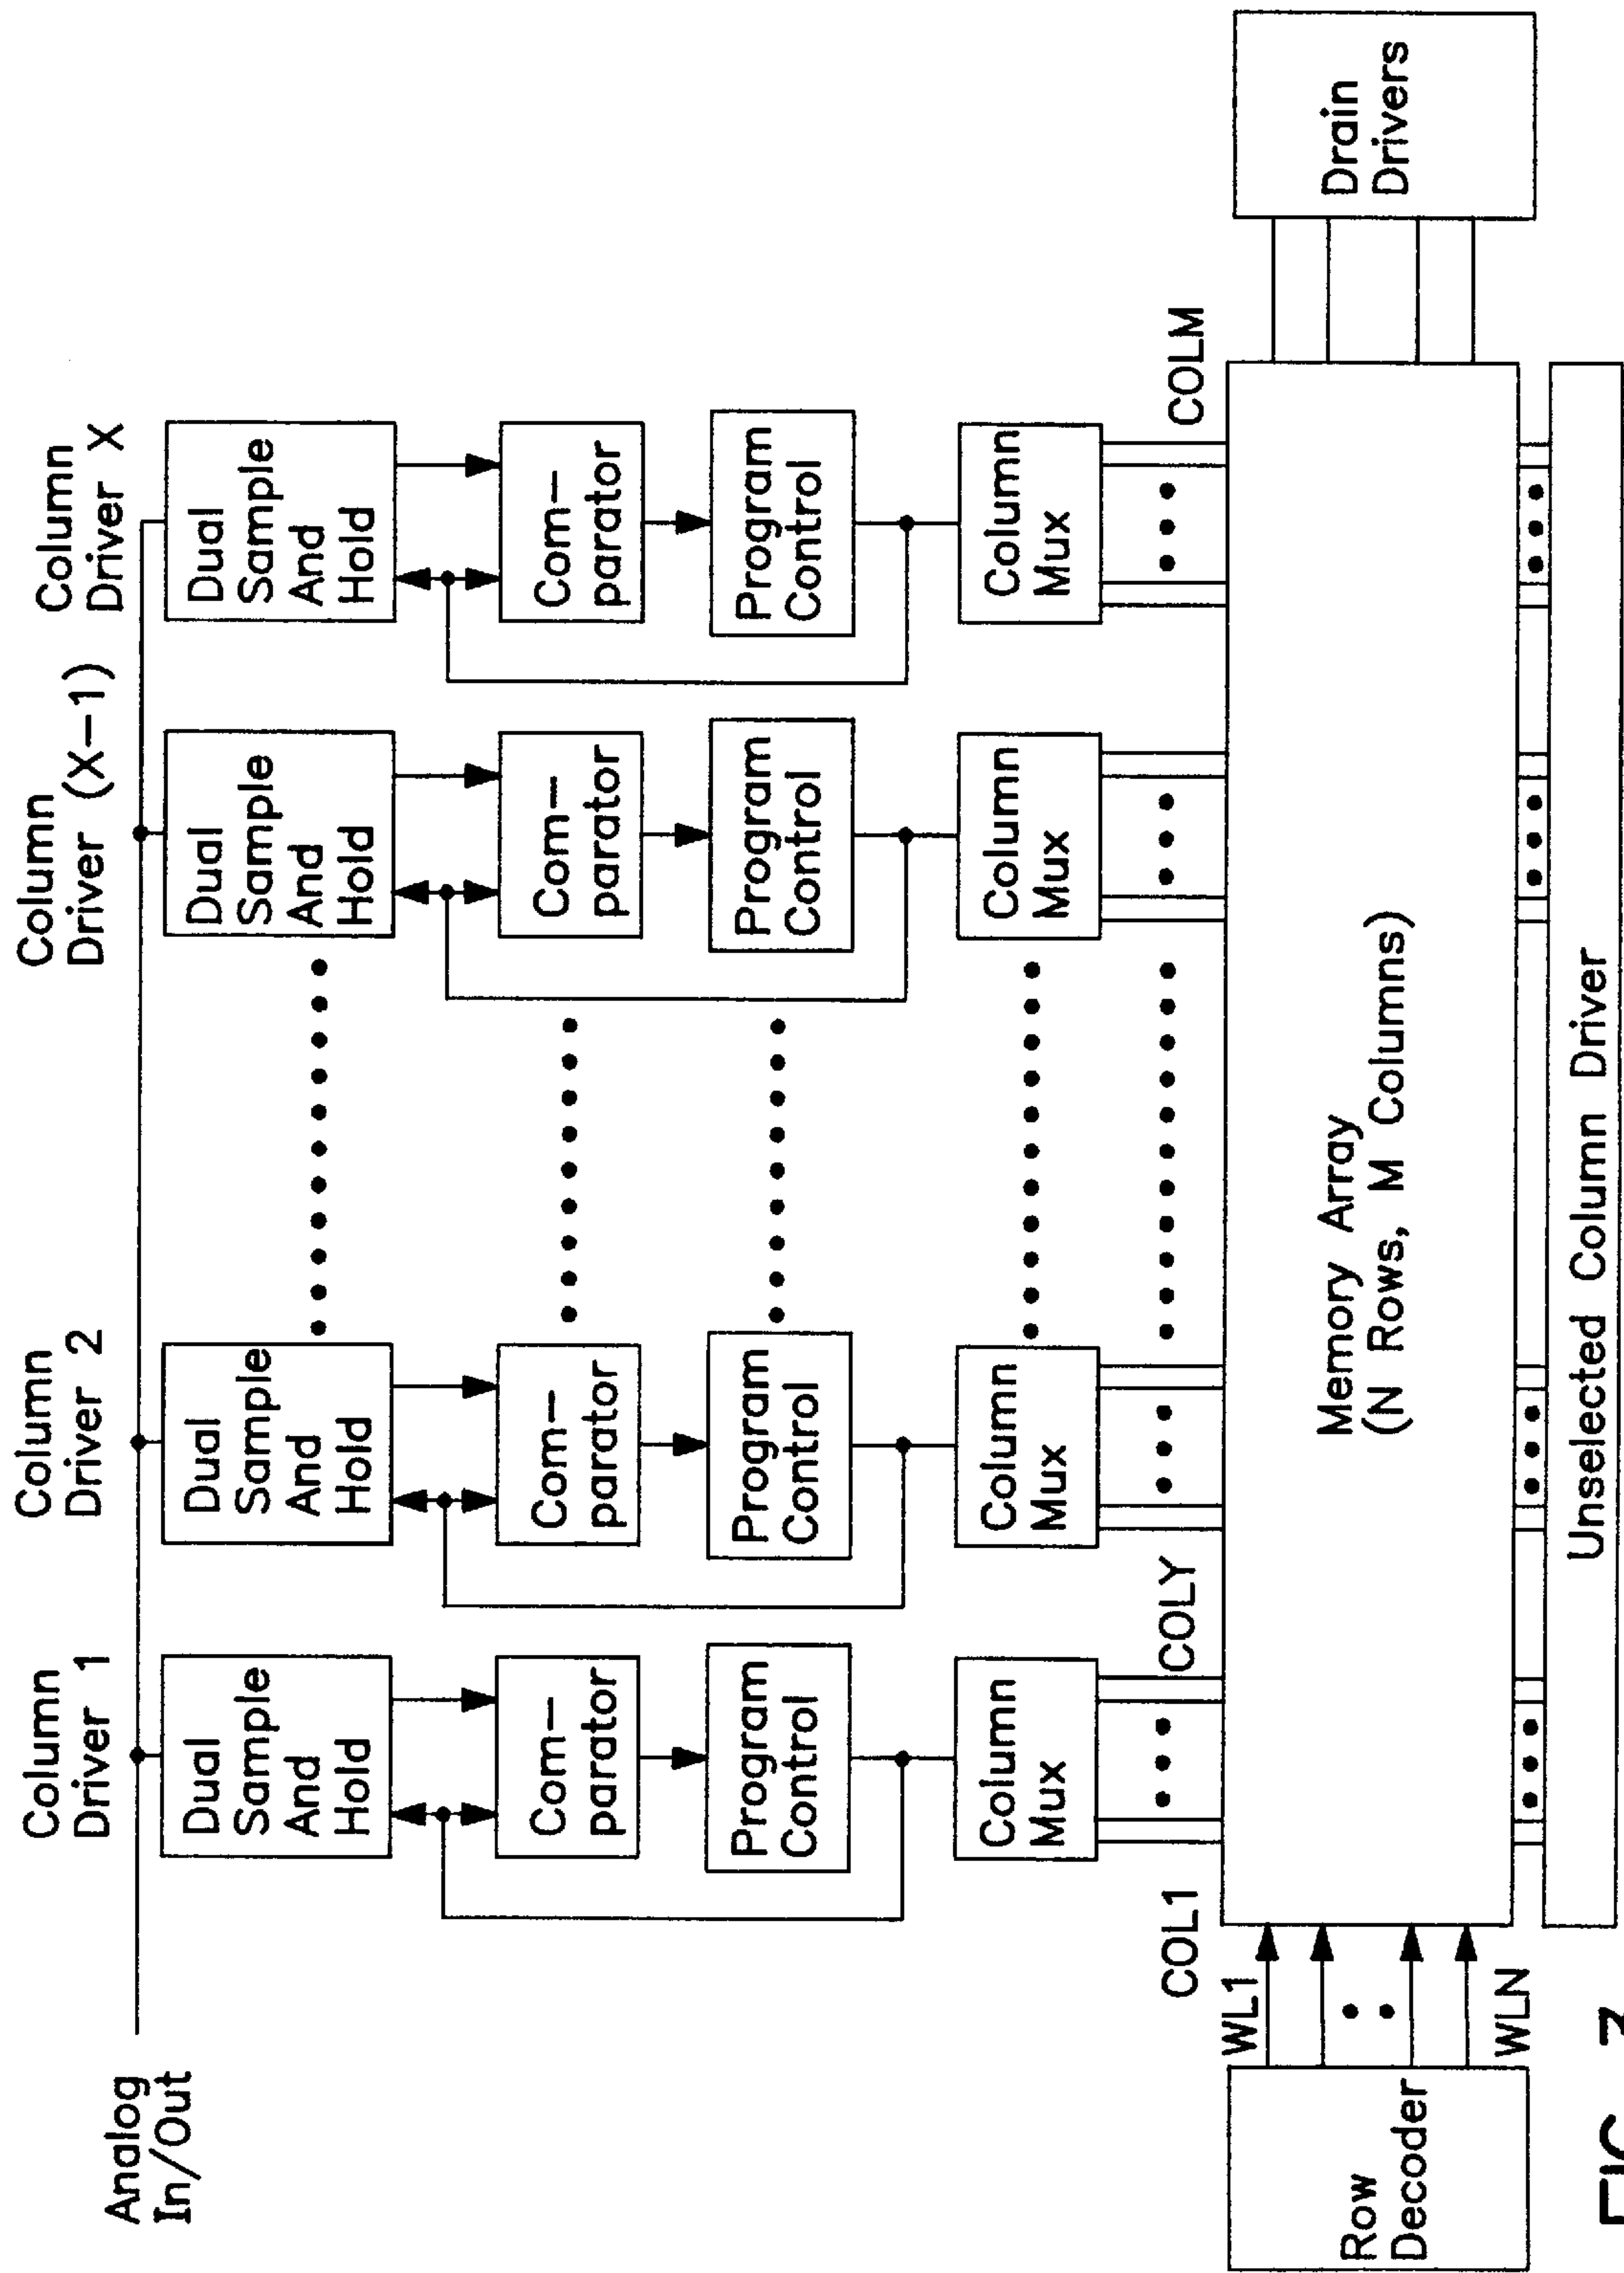 Analog
In/Out
Column
Driver 1
Column
Driver 2
Column
Driver (X-1)
Column
Driver X
Dual
Sample
And
Hold
Dual
Sample
And
Hold
Dual
Sample
And
Hold
Dual
Sample
And
Hold
Com-
parator
Com-
parator
Com-
parator
Com-
parator
Program
Control
Program
Control
Program
Control
Program
Control
Column
Mux
Column
Mux
Column
Mux
Column
Mux
COL1
COLY
COLM
WL1
WLN
Row
Decoder
Memory Array
(N Rows, M Columns)
Drain
Drivers
Unselected Column Driver
FIG. 3